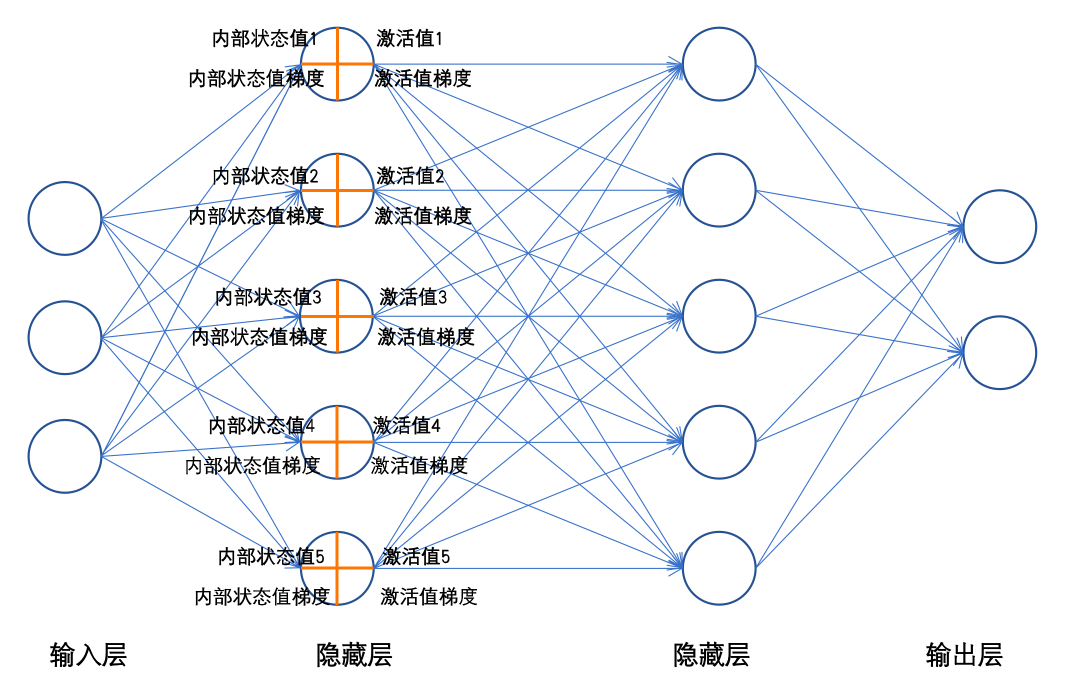 内部状态值1 激活值1
内部状态值梯度 激活值梯度
内部状态值2 激活值2
内部状态值梯度 激活值梯度
内部状态值3 激活值3
内部状态值梯度 激活值梯度
内部状态值4 激活值4
内部状态值梯度 激活值梯度
内部状态值5 激活值5
内部状态值梯度 激活值梯度
输入层 隐藏层 隐藏层 输出层